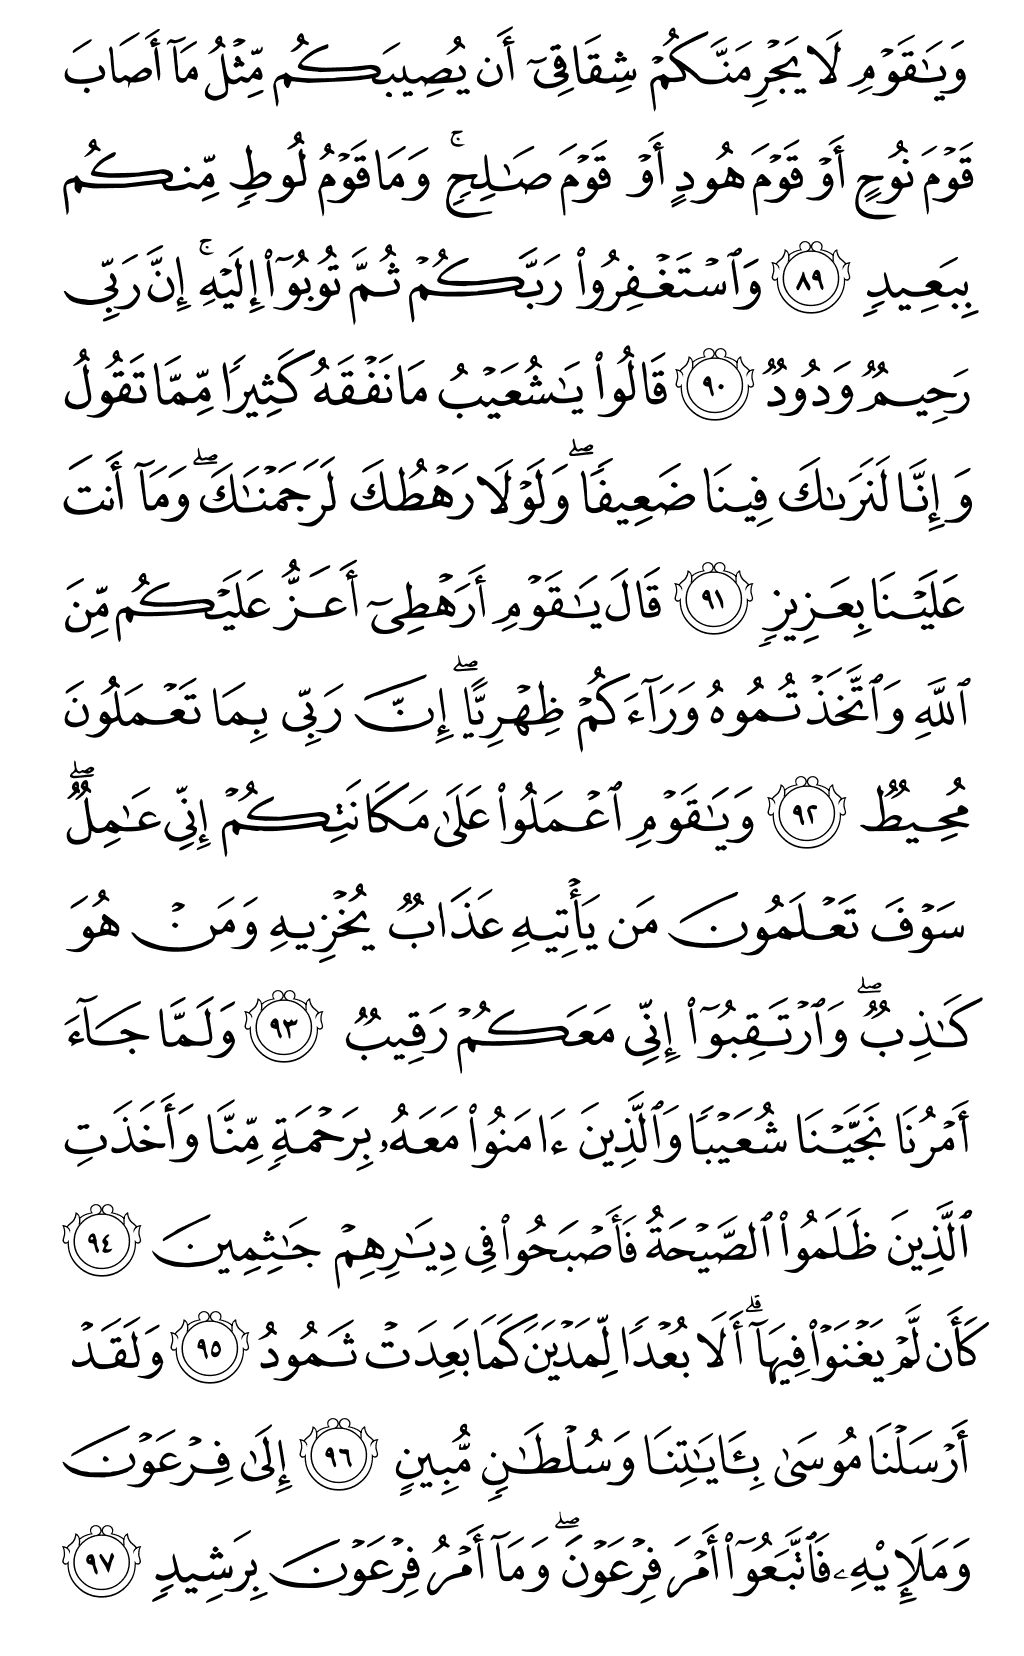 وَيَٰقَوْمِ لَا يَجْرِمَنَّكُمْ شِقَاقِىٓ أَن يُصِيبَكُم مِّثْلُ مَآ أَصَابَ
قَوْمَ نُوحٍ أَوْ قَوْمَ هُودٍ أَوْ قَوْمَ صَٰلِحٍ ۚ وَمَا قَوْمُ لُوطٍ مِّنكُم
بِبَعِيدٍ ٨٩ وَٱسْتَغْفِرُوا۟ رَبَّكُمْ ثُمَّ تُوبُوٓا۟ إِلَيْهِ ۚ إِنَّ رَبِّى
رَحِيمٌ وَدُودٌ ٩٠ قَالُوا۟ يَٰشُعَيْبُ مَا نَفْقَهُ كَثِيرًا مِّمَّا تَقُولُ
وَإِنَّا لَنَرَىٰكَ فِينَا ضَعِيفًا ۖ وَلَوْلَا رَهْطُكَ لَرَجَمْنَٰكَ ۖ وَمَآ أَنتَ
عَلَيْنَا بِعَزِيزٍ ٩١ قَالَ يَٰقَوْمِ أَرَهْطِىٓ أَعَزُّ عَلَيْكُم مِّنَ
ٱللَّهِ وَٱتَّخَذْتُمُوهُ وَرَآءَكُمْ ظِهْرِيًّا ۖ إِنَّ رَبِّى بِمَا تَعْمَلُونَ
مُحِيطٌ ٩٢ وَيَٰقَوْمِ ٱعْمَلُوا۟ عَلَىٰ مَكَانَتِكُمْ إِنِّى عَٰمِلٌ ۖ
سَوْفَ تَعْلَمُونَ مَن يَأْتِيهِ عَذَابٌ يُخْزِيهِ وَمَنْ هُوَ
كَٰذِبٌ ۖ وَٱرْتَقِبُوٓا۟ إِنِّى مَعَكُمْ رَقِيبٌ ٩٣ وَلَمَّا جَآءَ
أَمْرُنَا نَجَّيْنَا شُعَيْبًا وَٱلَّذِينَ ءَامَنُوا۟ مَعَهُۥ بِرَحْمَةٍ مِّنَّا وَأَخَذَتِ
ٱلَّذِينَ ظَلَمُوا۟ ٱلصَّيْحَةُ فَأَصْبَحُوا۟ فِى دِيَٰرِهِمْ جَٰثِمِينَ ٩٤
كَأَن لَّمْ يَغْنَوْا۟ فِيهَآ ۗ أَلَا بُعْدًا لِّمَدْيَنَ كَمَا بَعِدَتْ ثَمُودُ ٩٥ وَلَقَدْ
أَرْسَلْنَا مُوسَىٰ بِـَٔايَٰتِنَا وَسُلْطَٰنٍ مُّبِينٍ ٩٦ إِلَىٰ فِرْعَوْنَ
وَمَلَإِي۟هِۦ فَٱتَّبَعُوٓا۟ أَمْرَ فِرْعَوْنَ ۖ وَمَآ أَمْرُ فِرْعَوْنَ بِرَشِيدٍ ٩٧